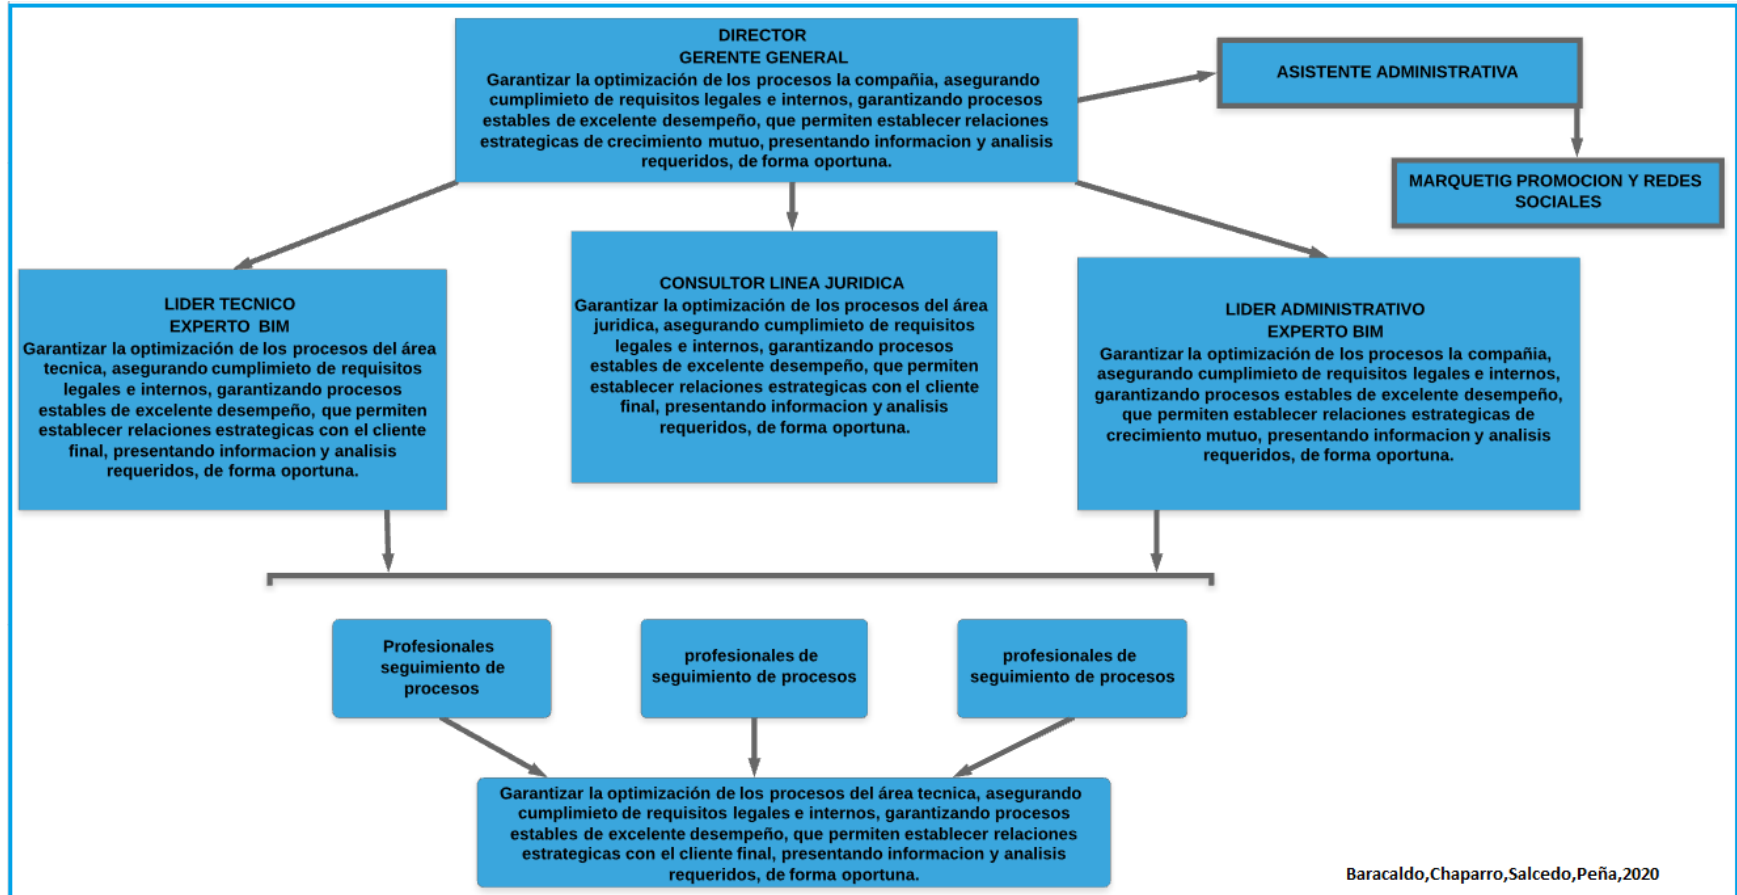 DIRECTOR
GERENTE GENERAL
Garantizar la optimización de los procesos la compañia, asegurando
cumplimieto de requisitos legales e internos, garantizando procesos
estables de excelente desempeño, que permiten establecer relaciones
estrategicas de crecimiento mutuo, presentando informacion y analisis
requeridos, de forma oportuna.
ASISTENTE ADMINISTRATIVA
MARQUETIG PROMOCION Y REDES
SOCIALES
LIDER TECNICO
EXPERTO BIM
Garantizar la optimización de los procesos del área
tecnica, asegurando cumplimieto de requisitos
legales e internos, garantizando procesos
estables de excelente desempeño, que permiten
establecer relaciones estrategicas con el cliente
final, presentando informacion y analisis
requeridos, de forma oportuna.
CONSULTOR LINEA JURIDICA
Garantizar la optimización de los procesos del área
juridica, asegurando cumplimieto de requisitos
legales e internos, garantizando procesos
estables de excelente desempeño, que permiten
establecer relaciones estrategicas con el cliente
final, presentando informacion y analisis
requeridos, de forma oportuna.
LIDER ADMINISTRATIVO
EXPERTO BIM
Garantizar la optimización de los procesos la compañia,
asegurando cumplimieto de requisitos legales e internos,
garantizando procesos estables de excelente desempeño,
que permiten establecer relaciones estrategicas de
crecimiento mutuo, presentando informacion y analisis
requeridos, de forma oportuna.
Profesionales
seguimiento de
procesos
profesionales de
seguimiento de procesos
profesionales de
seguimiento de procesos
Garantizar la optimización de los procesos del área tecnica, asegurando
cumplimieto de requisitos legales e internos, garantizando procesos
estables de excelente desempeño, que permiten establecer relaciones
estrategicas con el cliente final, presentando informacion y analisis
requeridos, de forma oportuna.
Baracaldo,Chaparro,Salcedo,Peña,2020